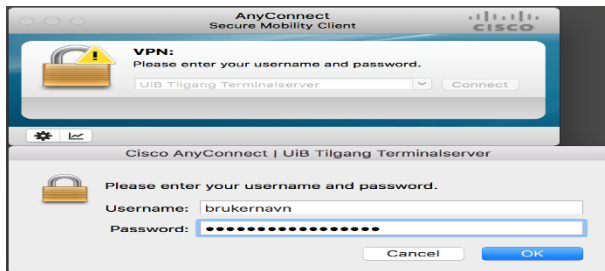 AnyConnect
Secure Mobility Client
CISCO
VPN:
Please enter your username and password.
UiB Tilgang Terminalserver
Connect
Cisco AnyConnect | UiB Tilgang Terminalserver
Please enter your username and password.
Username: brukernavn
Password: ●●●●●●●●●●●●●●●●●
Cancel
OK